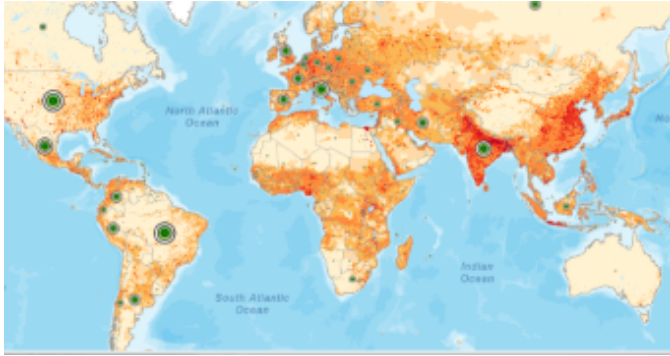 North Atlantic
Ocean
Indian
Ocean
South Atlantic
Ocean